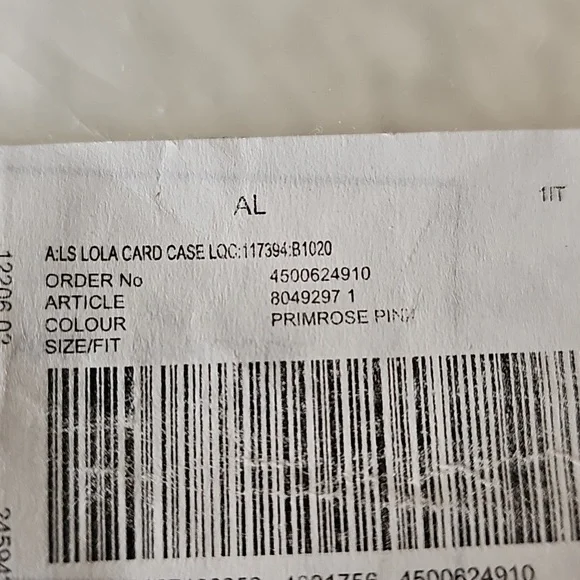 AL
1IT
A:LS LOLA CARD CASE LQC:117394:B1020
ORDER No 4500624910
ARTICLE 8049297 1
COLOUR PRIMROSE PINK
SIZE/FIT
4500624910